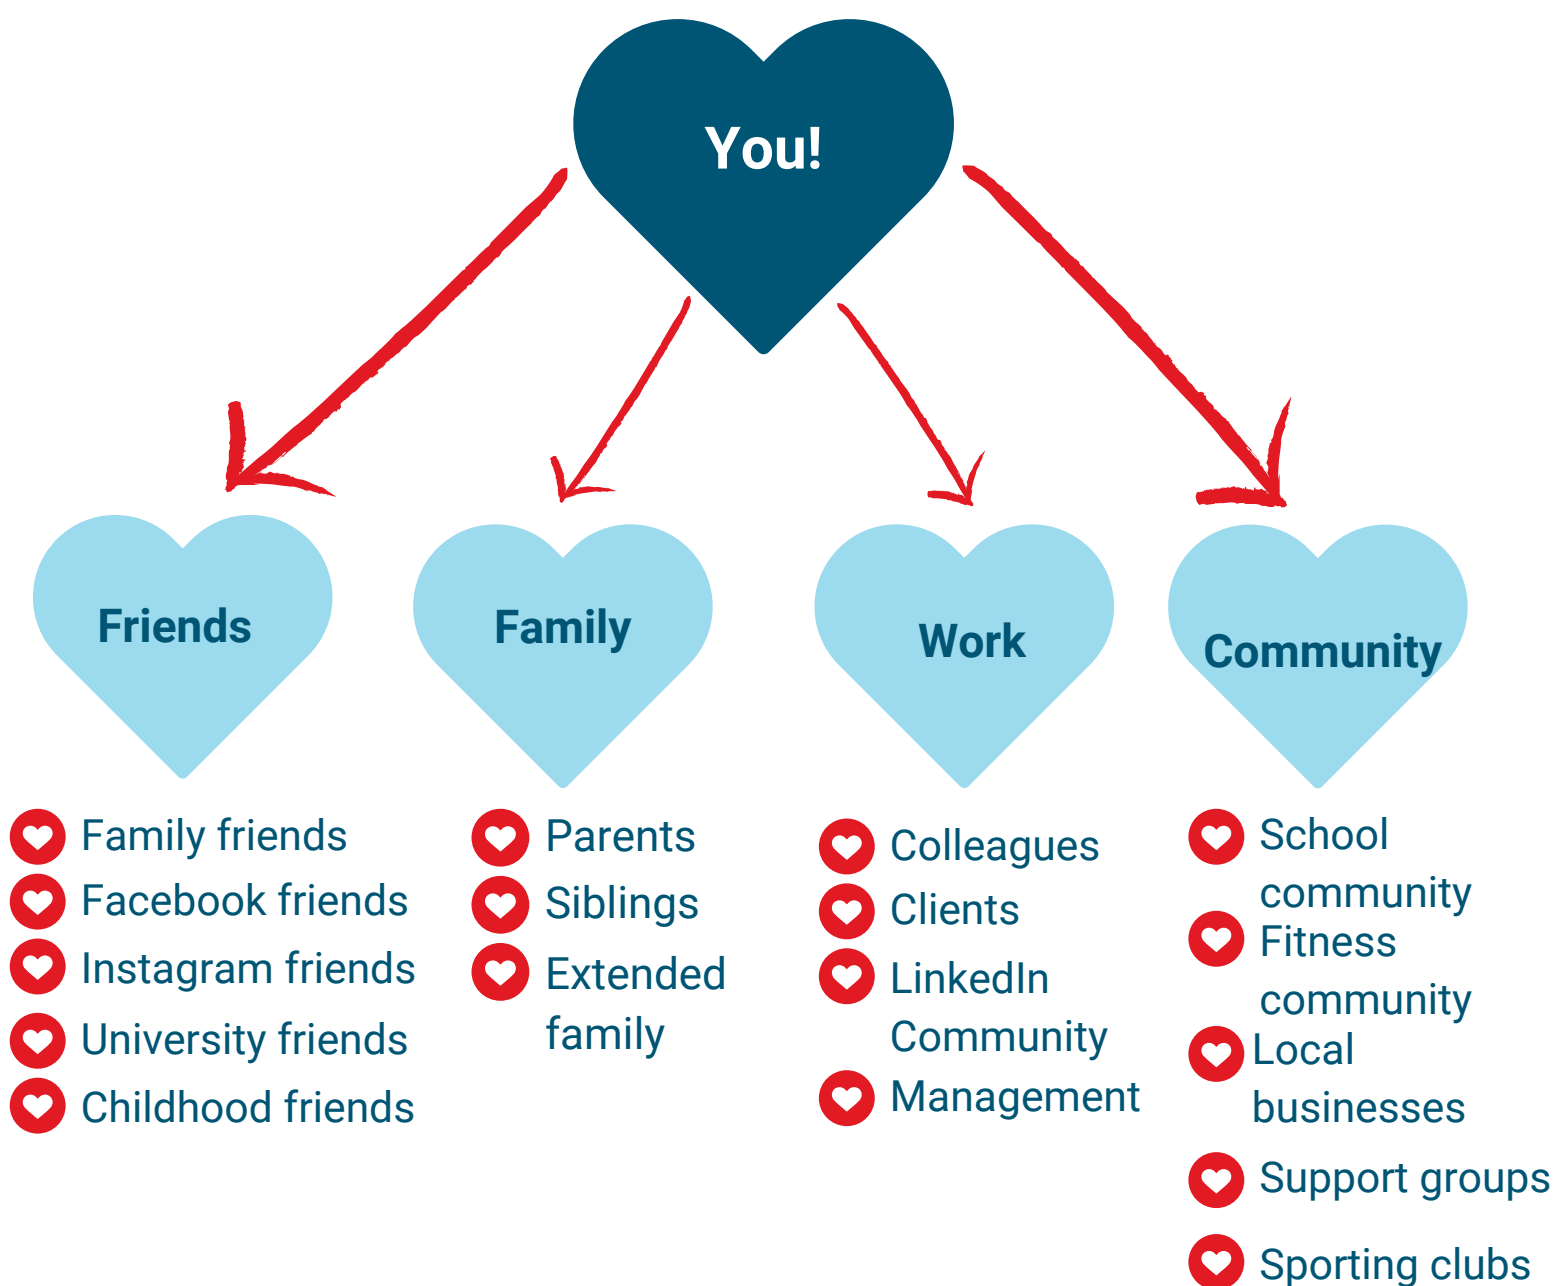 You!
Friends
Family friends
Facebook friends
Instagram friends
University friends
Childhood friends
Family
Parents
Siblings
Extended
family
Work
Colleagues
Clients
LinkedIn
Community
Management
Community
School
community
Fitness
community
Local
businesses
Support groups
Sporting clubs